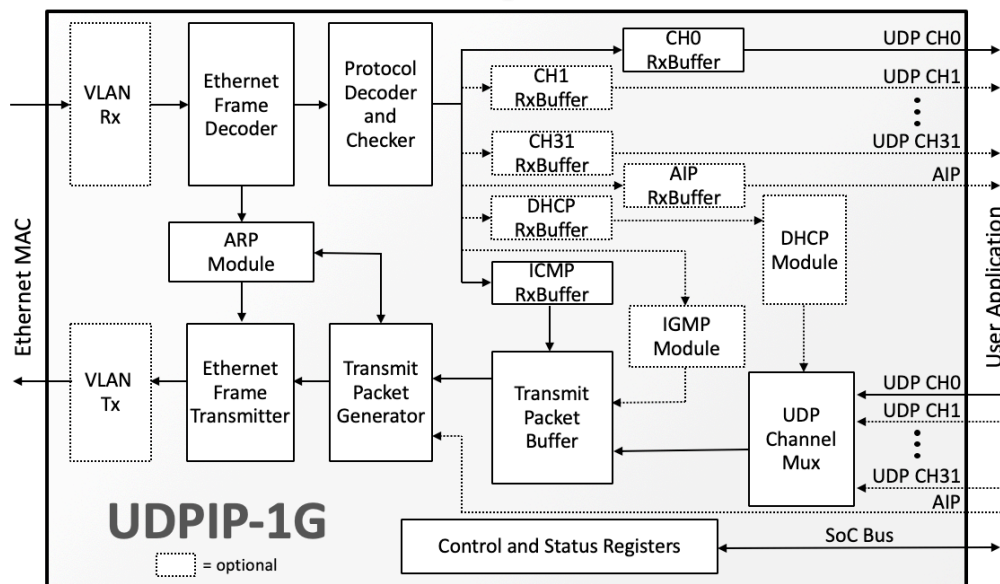 VLAN
Rx
Ethernet
Frame
Decoder
Protocol
Decoder
and
Checker
CH0
RxBuffer
UDP CH0
CH1
RxBuffer
UDP CH1
CH31
RxBuffer
UDP CH31
AIP
RxBuffer
AIP
DHCP
RxBuffer
DHCP
Module
ARP
Module
ICMP
RxBuffer
IGMP
Module
Ethernet MAC
User Application
VLAN
Tx
Ethernet
Frame
Transmitter
Transmit
Packet
Generator
Transmit
Packet
Buffer
UDP
Channel
Mux
UDP CH0
UDP CH1
UDP CH31
AIP
UDPIP-1G
= optional
Control and Status Registers
SoC Bus